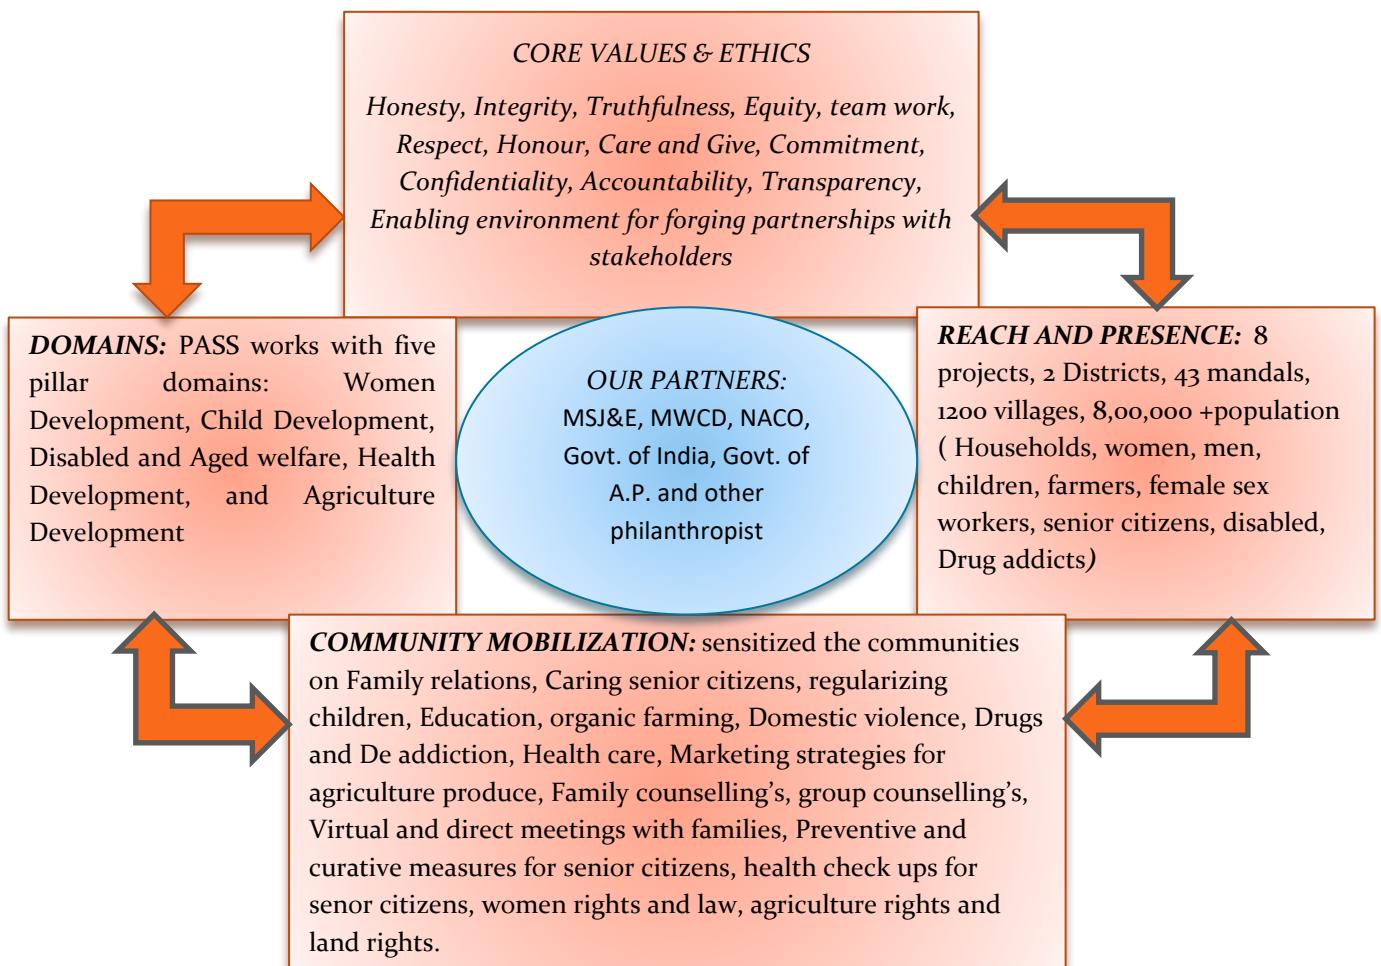 CORE VALUES & ETHICS
Honesty, Integrity, Truthfulness, Equity, team work,
Respect, Honour, Care and Give, Commitment,
Confidentiality, Accountability, Transparency,
Enabling environment for forging partnerships with
stakeholders
DOMAINS: PASS works with five
pillar domains: Women
Development, Child Development,
Disabled and Aged welfare, Health
Development, and Agriculture
Development
OUR PARTNERS:
MSJ&E, MWCD, NACO,
Govt. of India, Govt. of
A.P. and other
philanthropist
REACH AND PRESENCE: 8
projects, 2 Districts, 43 mandals,
1200 villages, 8,00,000 +population
( Households, women, men,
children, farmers, female sex
workers, senior citizens, disabled,
Drug addicts)
COMMUNITY MOBILIZATION: sensitized the communities
on Family relations, Caring senior citizens, regularizing
children, Education, organic farming, Domestic violence, Drugs
and De addiction, Health care, Marketing strategies for
agriculture produce, Family counselling's, group counselling's,
Virtual and direct meetings with families, Preventive and
curative measures for senior citizens, health check ups for
senor citizens, women rights and law, agriculture rights and
land rights.